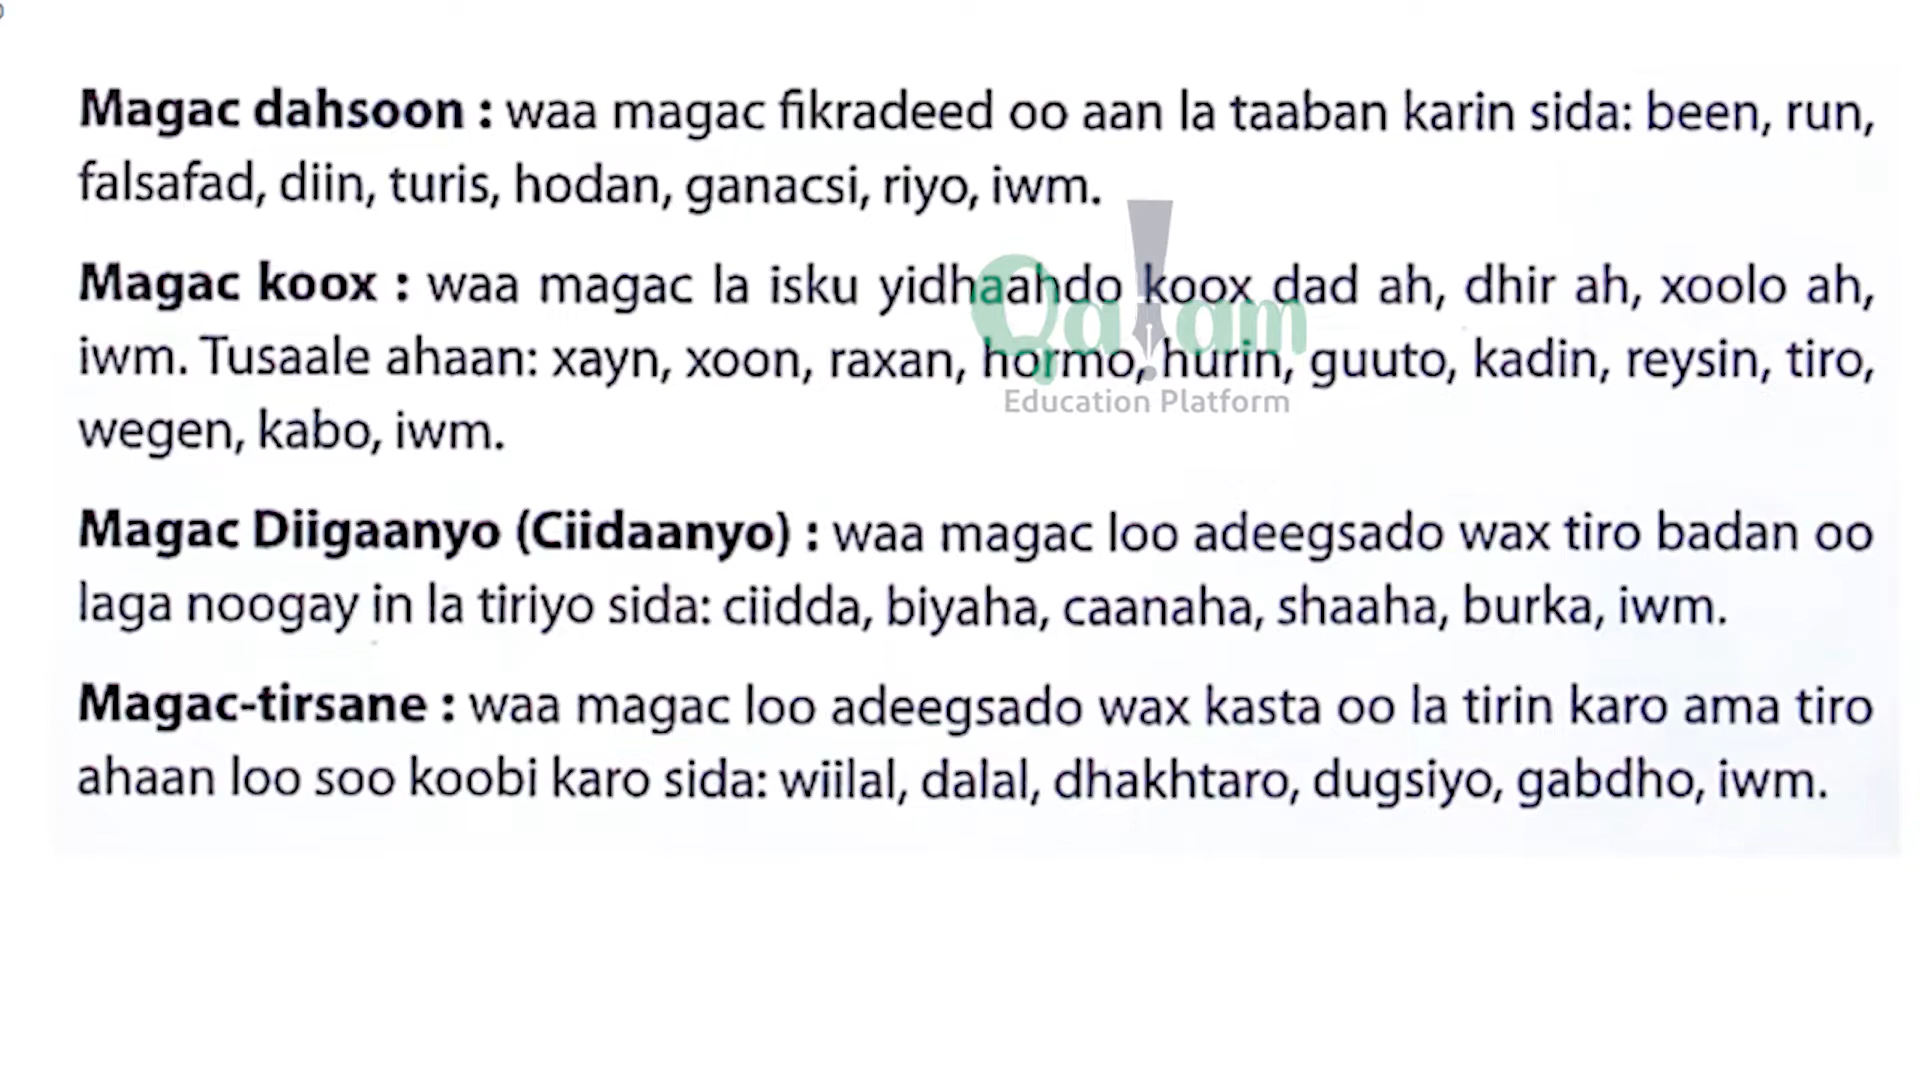 Magac dahsoon : waa magac fikradeed oo aan la taaban karin sida: been, run,
falsafad, diin, turis, hodan, ganacsi, riyo, iwm.
Magac koox : waa magac la isku yidhaahdo koox dad ah, dhir ah, xoolo ah,
iwm. Tusaale ahaan: xayn, xoon, raxan, hormo, hurin, guuto, kadin, reysin, tiro,
wegen, kabo, iwm.
Qalam
Education Platform
Magac Diigaanyo (Ciidaanyo) : waa magac loo adeegsado wax tiro badan oo
laga noogay in la tiriyo sida: ciidda, biyaha, caanaha, shaaha, burka, iwm.
Magac-tirsane : waa magac loo adeegsado wax kasta oo la tirin karo ama tiro
ahaan loo soo koobi karo sida: wiilal, dalal, dhakhtaro, dugsiyo, gabdho, iwm.